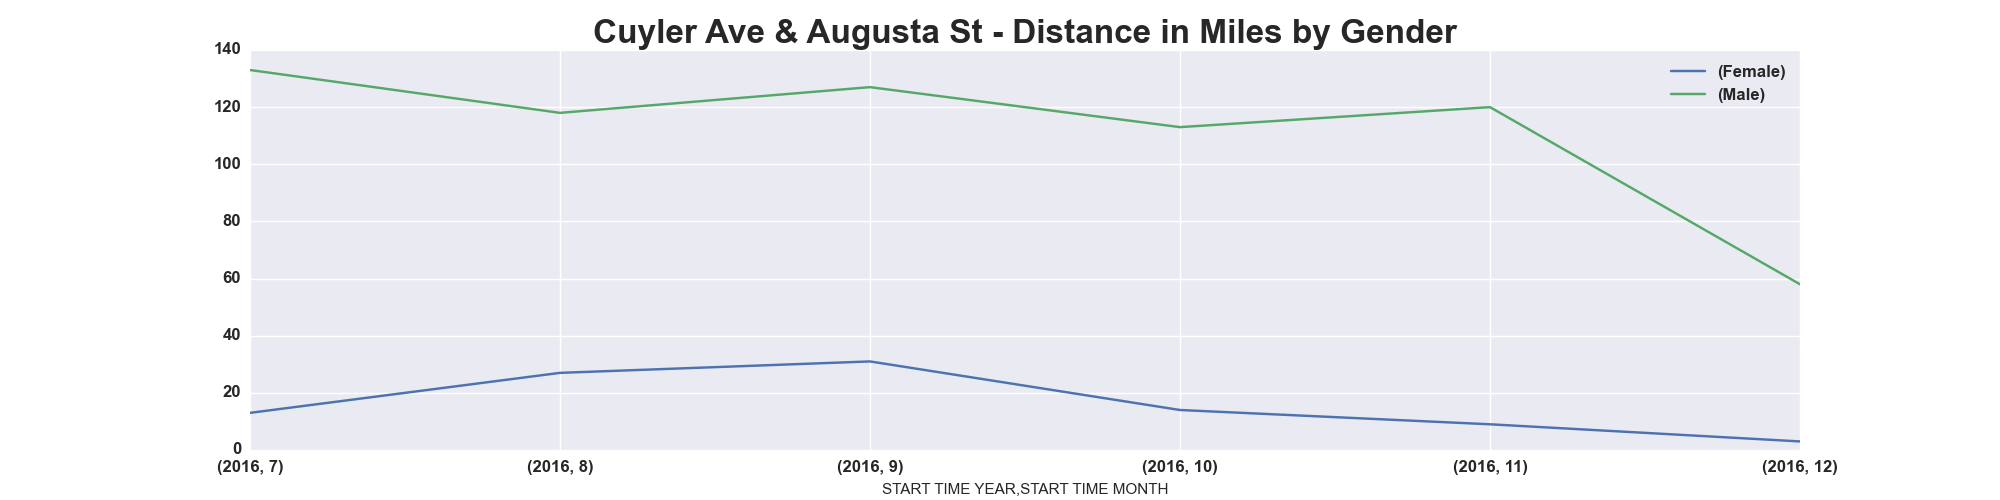 Cuyler Ave & Augusta St - Distance in Miles by Gender
140
120
100
80
60
40
20
0
(Female)
(Male)
(2016, 7) (2016, 8) (2016, 9) (2016, 10) (2016, 11) (2016, 12)
START TIME YEAR,START TIME MONTH